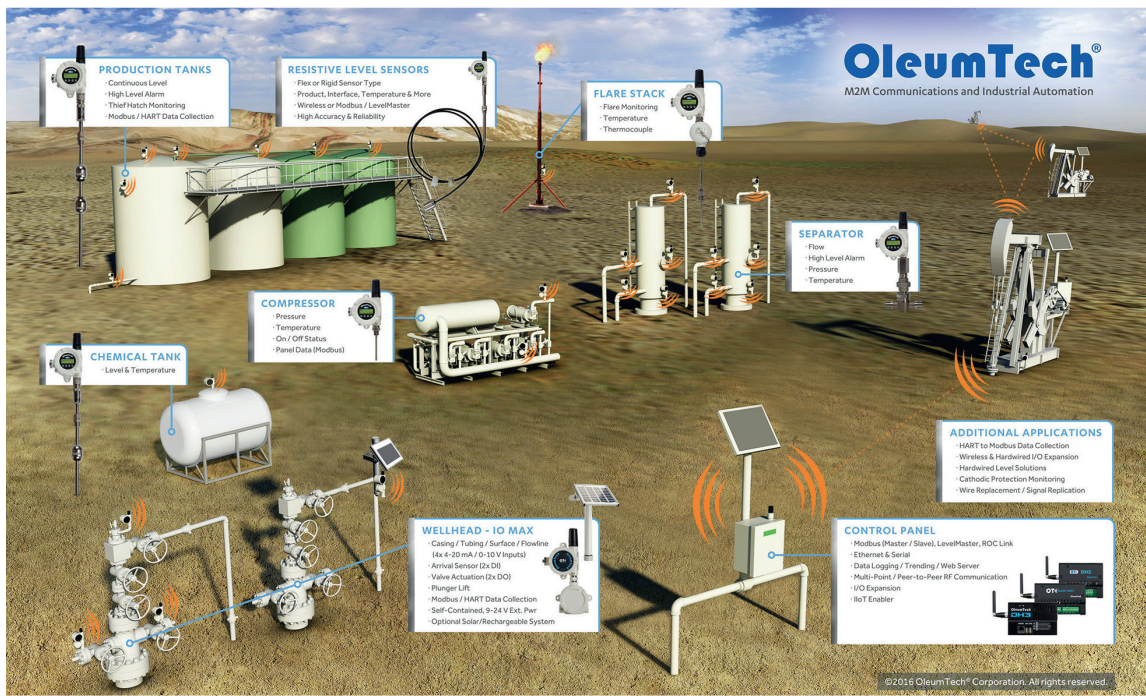 OleumTech®
M2M Communications and Industrial Automation
PRODUCTION TANKS
· Continuous Level
· High Level Alarm
· Thief Hatch Monitoring
· Modbus / HART Data Collection
RESISTIVE LEVEL SENSORS
· Flex or Rigid Sensor Type
· Product, Interface, Temperature & More
· Wireless or Modbus / LevelMaster
· High Accuracy & Reliability
FLARE STACK
· Flare Monitoring
· Temperature
· Thermocouple
SEPARATOR
· Flow
· High Level Alarm
· Pressure
· Temperature
COMPRESSOR
· Pressure
· Temperature
· On / Off Status
· Panel Data (Modbus)
CHEMICAL TANK
· Level & Temperature
ADDITIONAL APPLICATIONS
· HART to Modbus Data Collection
· Wireless & Hardwired I/O Expansion
· Hardwired Level Solutions
· Cathodic Protection Monitoring
· Wire Replacement / Signal Replication
WELLHEAD - IO MAX
· Casing / Tubing / Surface / Flowline
(4x 4-20 mA / 0-10 V Inputs)
· Arrival Sensor (2x DI)
· Valve Actuation (2x DO)
· Plunger Lift
· Modbus / HART Data Collection
· Self-Contained, 9-24 V Ext. Pwr
· Optional Solar/Rechargeable System
CONTROL PANEL
· Modbus (Master / Slave), LevelMaster, ROC Link
· Ethernet & Serial
· Data Logging / Trending / Web Server
· Multi-Point / Peer-to-Peer RF Communication
· I/O Expansion
· IIoT Enabler
DH2
OleumTech
DH3
©2016 OleumTech® Corporation. All rights reserved.